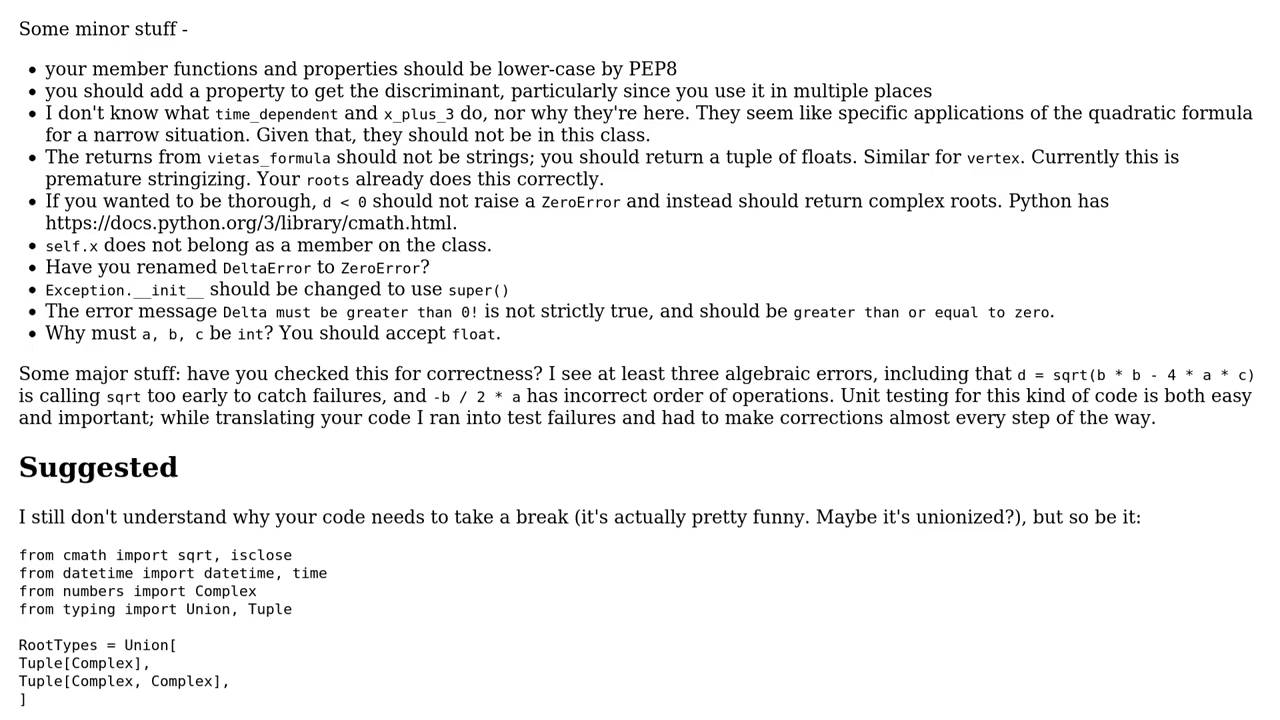 Some minor stuff -
your member functions and properties should be lower-case by PEP8
you should add a property to get the discriminant, particularly since you use it in multiple places
I don't know what time_dependent and x_plus_3 do, nor why they're here. They seem like specific applications of the quadratic formula
for a narrow situation. Given that, they should not be in this class.
The returns from vietas_formula should not be strings; you should return a tuple of floats. Similar for vertex. Currently this is
premature stringizing. Your roots already does this correctly.
If you wanted to be thorough, d < 0 should not raise a ZeroError and instead should return complex roots. Python has
https://docs.python.org/3/library/cmath.html.
self.x does not belong as a member on the class.
Have you renamed DeltaError to ZeroError?
Exception.__init__ should be changed to use super()
The error message Delta must be greater than 0! is not strictly true, and should be greater than or equal to zero.
Why must a, b, c be int? You should accept float.
Some major stuff: have you checked this for correctness? I see at least three algebraic errors, including that d = sqrt(b * b - 4 * a * c)
is calling sqrt too early to catch failures, and -b / 2 * a has incorrect order of operations. Unit testing for this kind of code is both easy
and important; while translating your code I ran into test failures and had to make corrections almost every step of the way.
Suggested
I still don't understand why your code needs to take a break (it's actually pretty funny. Maybe it's unionized?), but so be it:
from cmath import sqrt, isclose
from datetime import datetime, time
from numbers import Complex
from typing import Union, Tuple
RootTypes = Union[
Tuple[Complex],
Tuple[Complex, Complex],
]